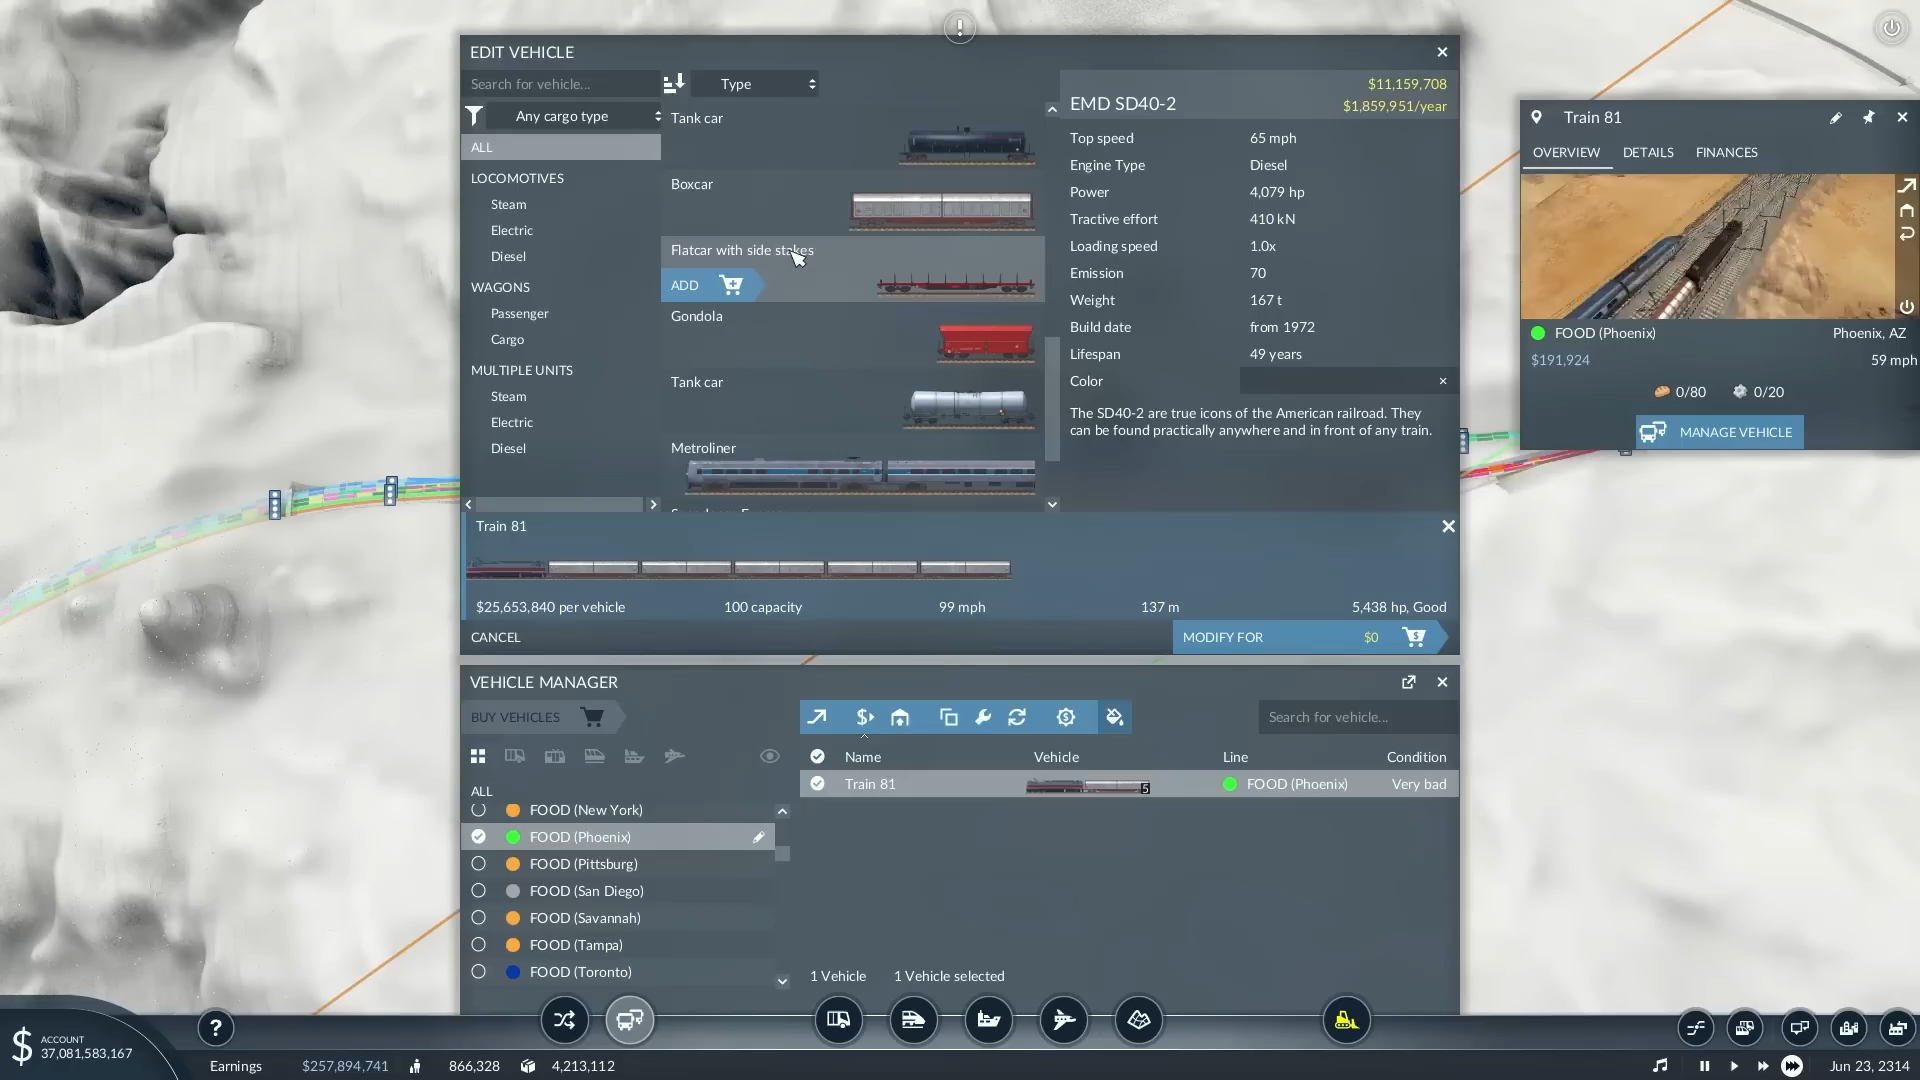 EDIT VEHICLE
Search for vehicle...
Type
Any cargo type
ALL
LOCOMOTIVES
Steam
Electric
Diesel
WAGONS
Passenger
Cargo
MULTIPLE UNITS
Steam
Electric
Diesel
Tank car
Boxcar
Flatcar with side stakes
ADD
Gondola
Tank car
Metroliner
EMD SD40-2
$11,159,708
$1,859,951/year
Top speed 65 mph
Engine Type Diesel
Power 4,079 hp
Tractive effort 410 kN
Loading speed 1.0x
Emission 70
Weight 167 t
Build date from 1972
Lifespan 49 years
Color
The SD40-2 are true icons of the American railroad. They
can be found practically anywhere and in front of any train.
Train 81
$25,653,840 per vehicle 100 capacity 99 mph 137 m 5,438 hp, Good
CANCEL
MODIFY FOR $0
Train 81
OVERVIEW DETAILS FINANCES
FOOD (Phoenix) Phoenix, AZ
$191,924 59 mph
0/80 0/20
MANAGE VEHICLE
VEHICLE MANAGER
BUY VEHICLES
Search for vehicle...
ALL
FOOD (New York)
FOOD (Phoenix)
FOOD (Pittsburg)
FOOD (San Diego)
FOOD (Savannah)
FOOD (Tampa)
FOOD (Toronto)
Name Vehicle Line Condition
Train 81 5 FOOD (Phoenix) Very bad
1 Vehicle 1 Vehicle selected
ACCOUNT
37,081,583,167
Earnings $257,894,741 866,328 4,213,112
Jun 23, 2314